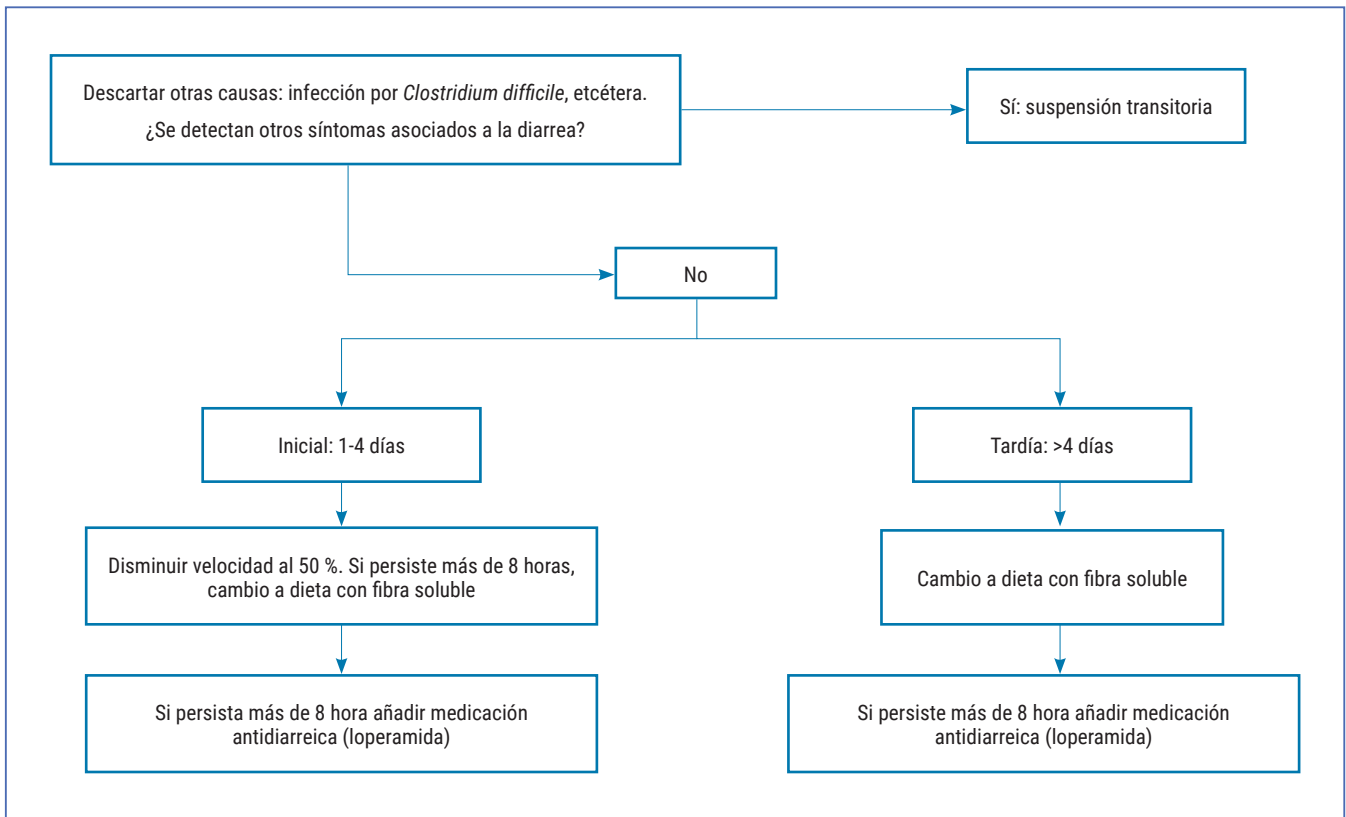 Descartar otras causas: infección por Clostridium difficile, etcétera.
¿Se detectan otros síntomas asociados a la diarrea?
Sí: suspensión transitoria
No
Inicial: 1-4 días
Tardía: >4 días
Disminuir velocidad al 50 %. Si persiste más de 8 horas,
cambio a dieta con fibra soluble
Cambio a dieta con fibra soluble
Si persista más de 8 hora añadir medicación
antidiarreica (loperamida)
Si persiste más de 8 hora añadir medicación
antidiarreica (loperamida)